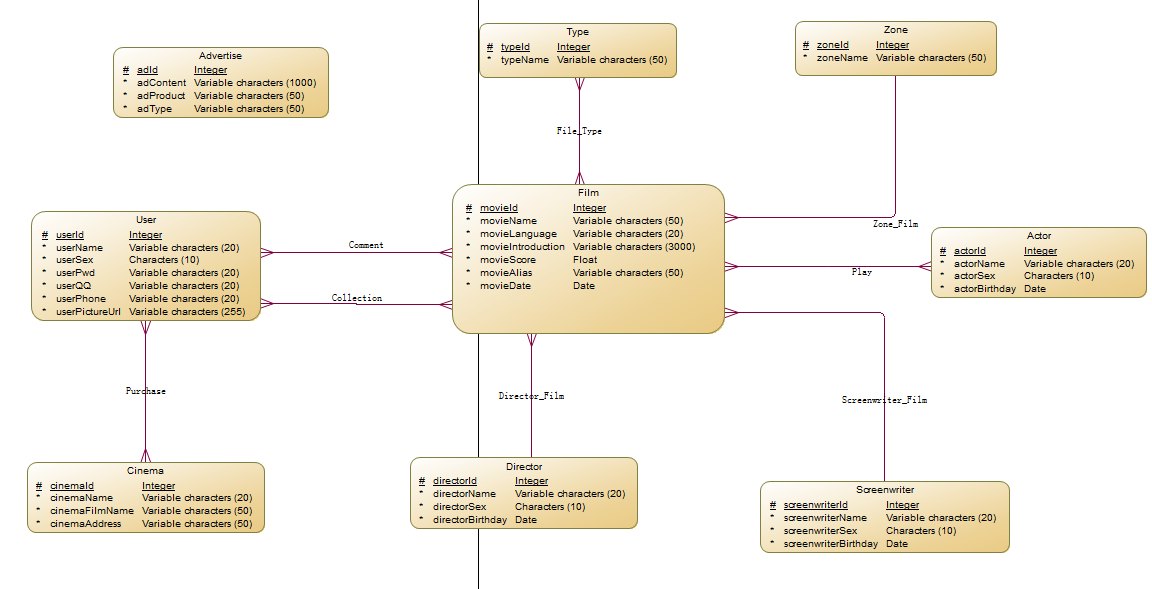 Advertise
# adId Integer
* adContent Variable characters (1000)
* adProduct Variable characters (50)
* adType Variable characters (50)
Type
# typeId Integer
* typeName Variable characters (50)
Zone
# zoneId Integer
* zoneName Variable characters (50)
File_Type
Film
# movieId Integer
* movieName Variable characters (50)
* movieLanguage Variable characters (20)
* movieIntroduction Variable characters (3000)
* movieScore Float
* movieAlias Variable characters (50)
* movieDate Date
Zone_Film
User
# userId Integer
* userName Variable characters (20)
* userSex Characters (10)
* userPwd Variable characters (20)
* userQQ Variable characters (20)
* userPhone Variable characters (20)
* userPictureUrl Variable characters (255)
Comment
Collection
Actor
# actorId Integer
* actorName Variable characters (20)
* actorSex Characters (10)
* actorBirthday Date
Play
Purchase
Director_Film
Screenwriter_Film
Cinema
# cinemaId Integer
* cinemaName Variable characters (20)
* cinemaFilmName Variable characters (50)
* cinemaAddress Variable characters (50)
Director
# directorId Integer
* directorName Variable characters (20)
* directorSex Characters (10)
* directorBirthday Date
Screenwriter
# screenwriterId Integer
* screenwriterName Variable characters (20)
* screenwriterSex Characters (10)
* screenwriterBirthday Date